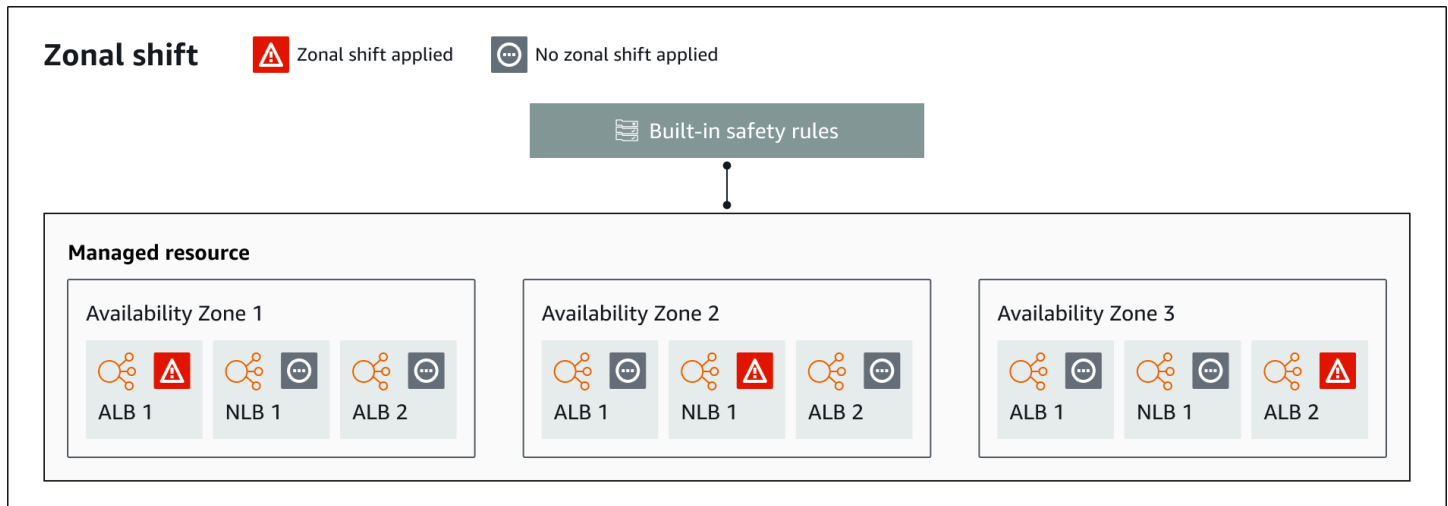 Zonal shift
Zonal shift applied
No zonal shift applied
Built-in safety rules
Managed resource
Availability Zone 1
ALB 1
NLB 1
ALB 2
Availability Zone 2
ALB 1
NLB 1
ALB 2
Availability Zone 3
ALB 1
NLB 1
ALB 2